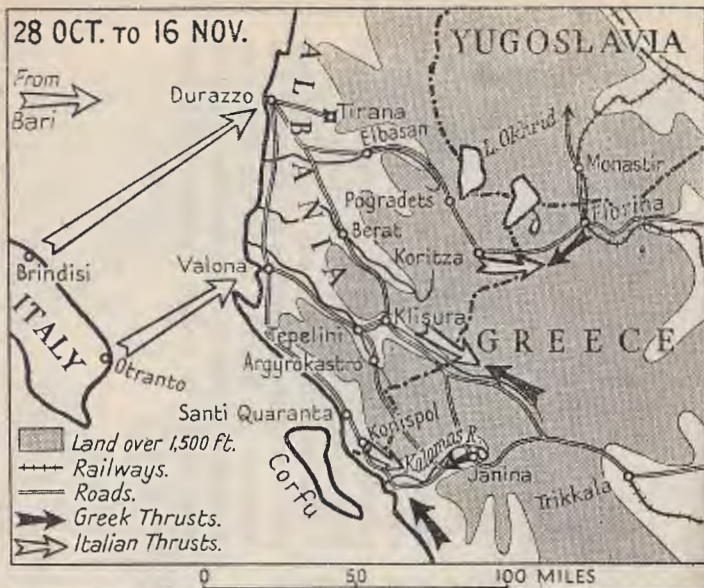 28 OCT. TO 16 NOV.
YUGOSLAVIA
From
Bari
Durazzo
Tirana
ALBANIA
Elbasan
L. Okhrid
Monastir
Pogradets
Florina
Berat
Koritza
Brindisi
Valona
ITALY
Klisura
Tepelini
GREECE
Otranto
Argyrokastro
Santi Quaranta
Konispol
Kalamas R.
Janina
Trikkala
Corfu
Land over 1,500 ft.
Railways.
Roads.
Greek Thrusts.
Italian Thrusts.
0 50 100 MILES